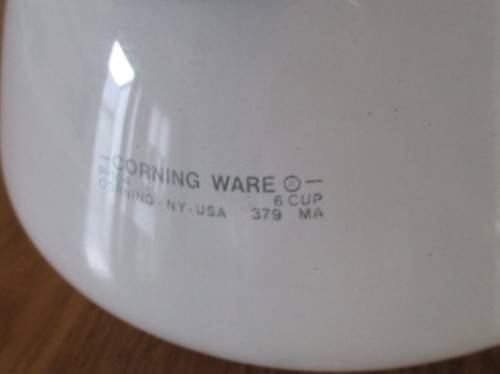 —CORNING WARE ®—
6 CUP
CORNING, NY, USA 379 MA